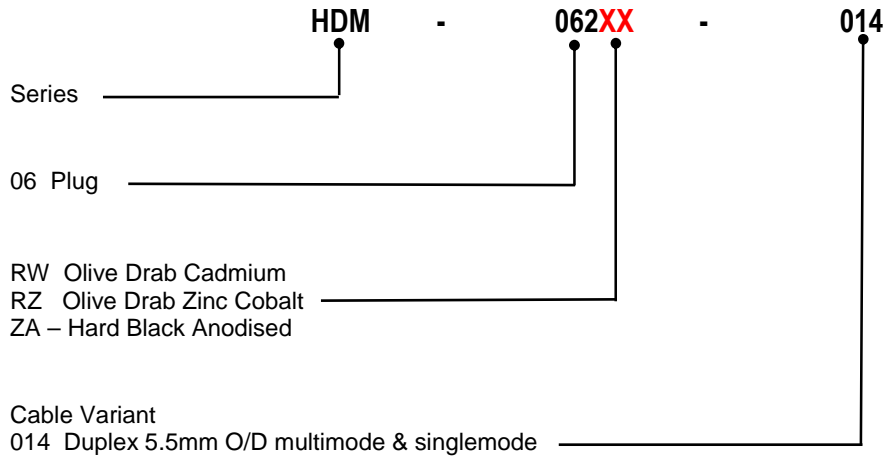 HDM - 062XX - 014
Series
06 Plug
RW Olive Drab Cadmium
RZ Olive Drab Zinc Cobalt
ZA – Hard Black Anodised
Cable Variant
014 Duplex 5.5mm O/D multimode & singlemode